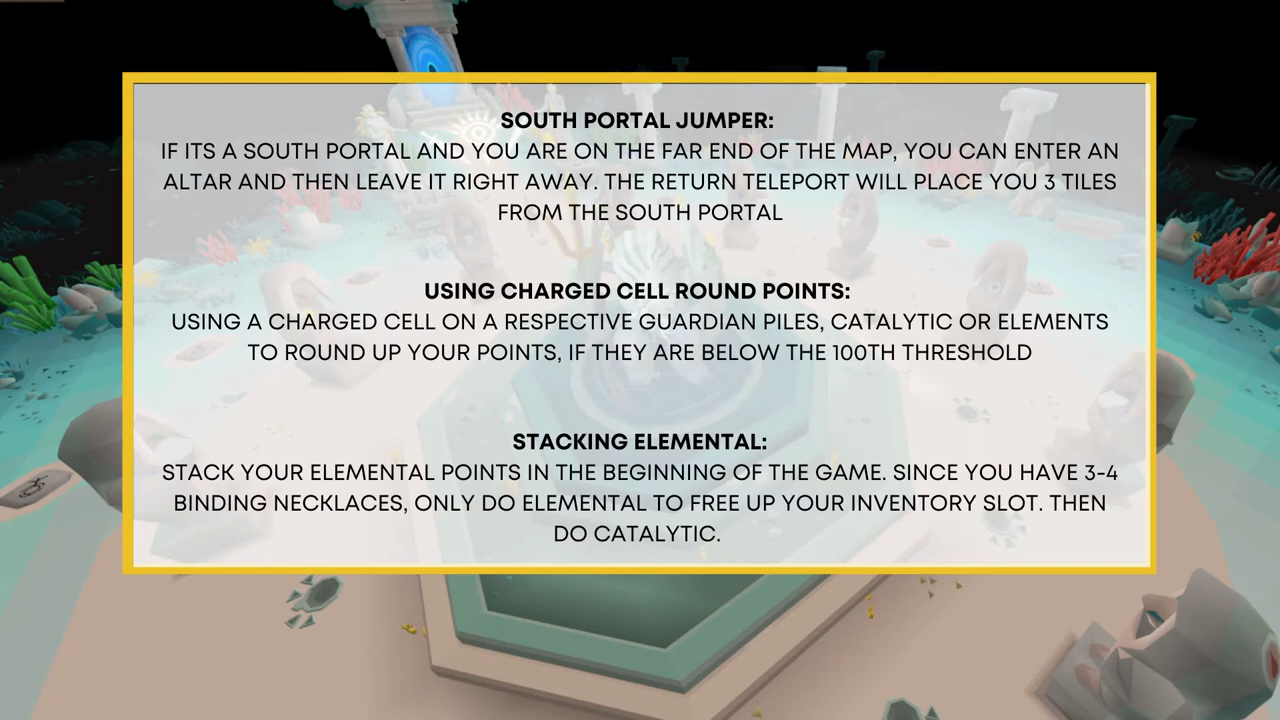 SOUTH PORTAL JUMPER:
IF ITS A SOUTH PORTAL AND YOU ARE ON THE FAR END OF THE MAP, YOU CAN ENTER AN
ALTAR AND THEN LEAVE IT RIGHT AWAY. THE RETURN TELEPORT WILL PLACE YOU 3 TILES
FROM THE SOUTH PORTAL
USING CHARGED CELL ROUND POINTS:
USING A CHARGED CELL ON A RESPECTIVE GUARDIAN PILES, CATALYTIC OR ELEMENTS
TO ROUND UP YOUR POINTS, IF THEY ARE BELOW THE 100TH THRESHOLD
STACKING ELEMENTAL:
STACK YOUR ELEMENTAL POINTS IN THE BEGINNING OF THE GAME. SINCE YOU HAVE 3-4
BINDING NECKLACES, ONLY DO ELEMENTAL TO FREE UP YOUR INVENTORY SLOT. THEN
DO CATALYTIC.